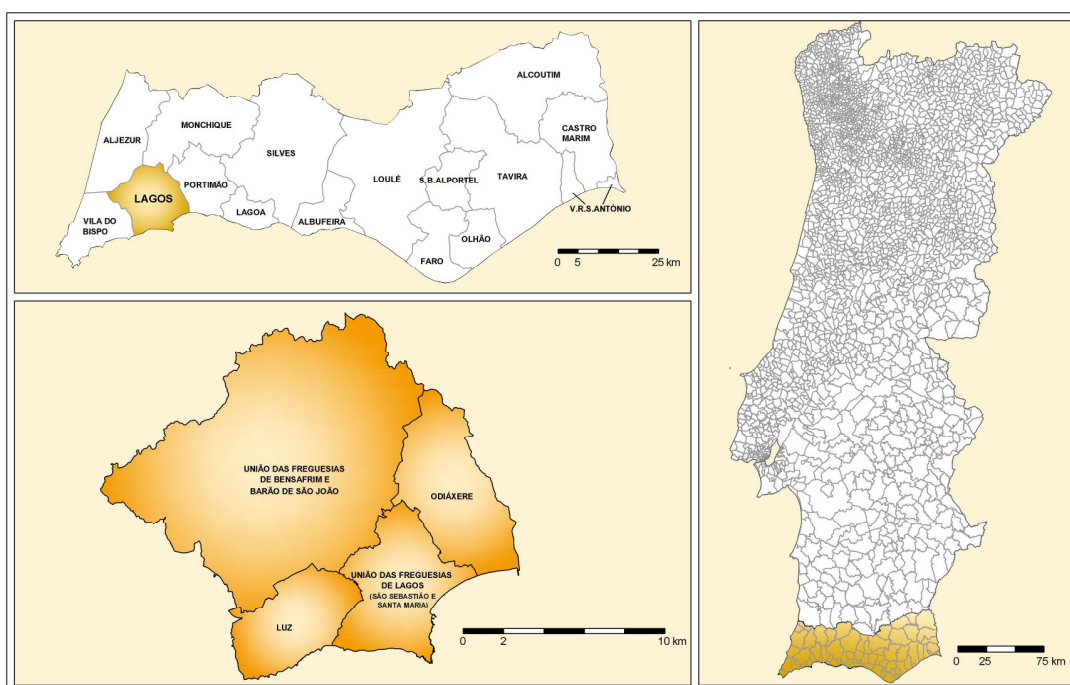 ALCOUTIM
MONCHIQUE
CASTRO
MARIM
ALJEZUR
SILVES
LOULÉ
S.B.ALPORTEL
TAVIRA
PORTIMÃO
LAGOS
LAGOA
V.R.S.ANTÓNIO
VILA DO
BISPO
ALBUFEIRA
OLHÃO
FARO
0 5 25 km
UNIÃO DAS FREGUESIAS
DE BENSAFRIM E
BARÃO DE SÃO JOÃO
ODIÁXERE
UNIÃO DAS FREGUESIAS
DE LAGOS
(SÃO SEBASTIÃO E
SANTA MARIA)
LUZ
0 2 10 km
0 25 75 km